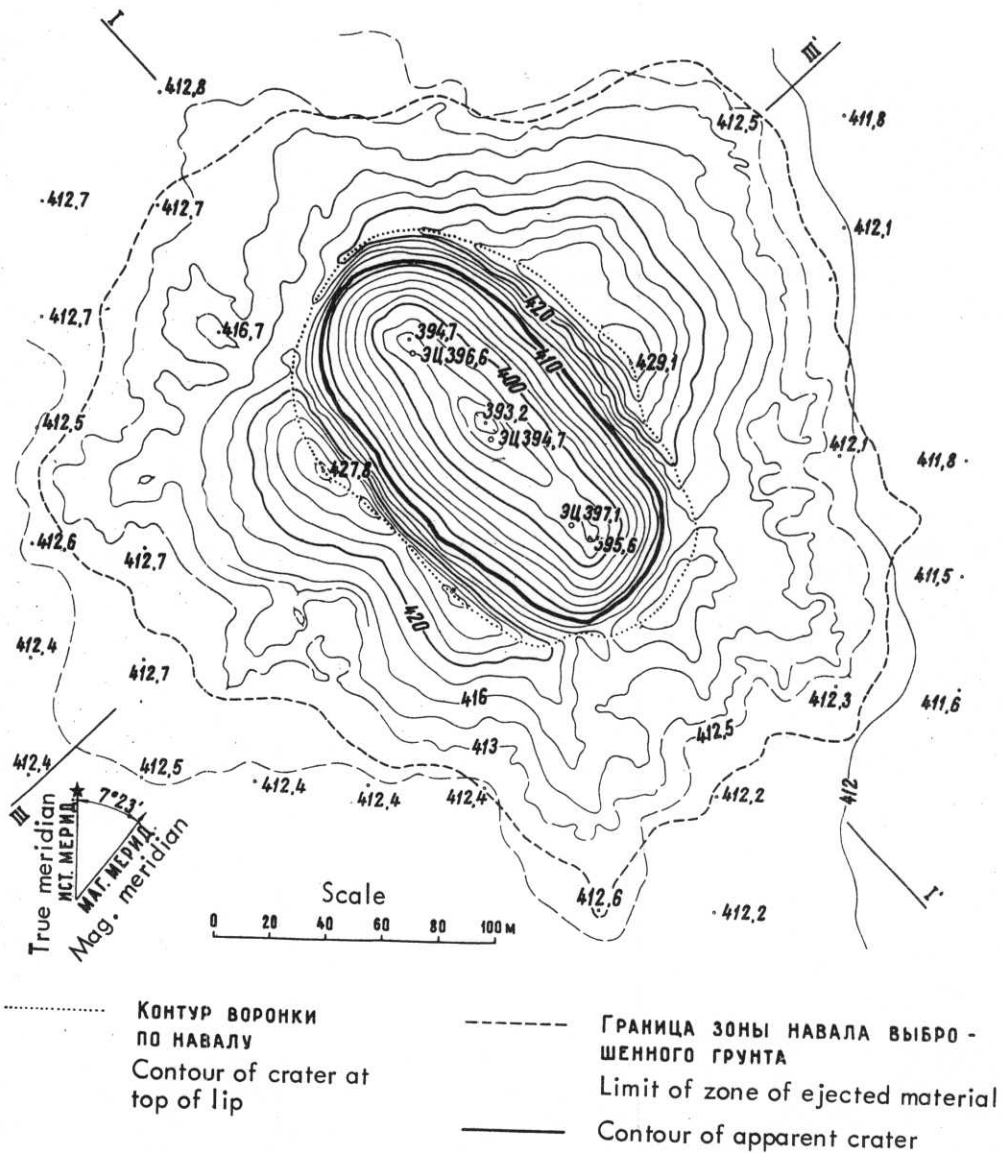 I
III'
412,8
412,5
411,8
412,7
412,7
412,1
420
412,7
416,7
394,7
ЭЦ396,6
400
410
429,1
393,2
ЭЦ394,7
412,5
412,1
411,8
427,8
ЭЦ397,1
395,6
412,6
412,7
411,5
420
412,4
412,7
416
412,3
411,6
413
412,5
412,4
412,5
412,4
412,4
412,4
412,2
412
III
7°23'
True meridian
ИСТ. МЕРИД.
МАГ. МЕРИД.
Mag. meridian
412,6
412,2
I'
Scale
0 20 40 60 80 100 м
Контур воронки
по навалу
Contour of crater at
top of lip
Граница зоны навала выбро -
шенного грунта
Limit of zone of ejected material
Contour of apparent crater